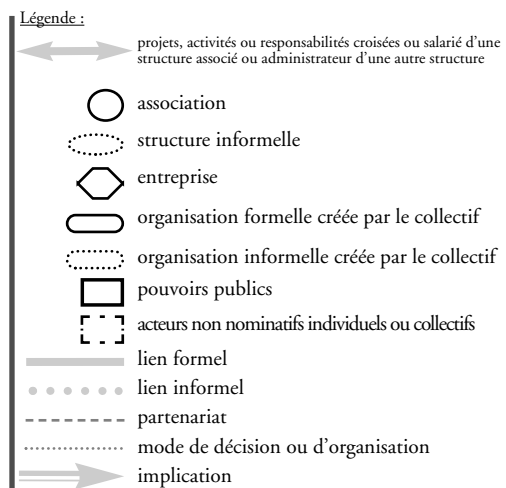 Légende :
projets, activités ou responsabilités croisées ou salarié d'une
structure associé ou administrateur d'une autre structure
association
structure informelle
entreprise
organisation formelle créée par le collectif
organisation informelle créée par le collectif
pouvoirs publics
acteurs non nominatifs individuels ou collectifs
lien formel
lien informel
partenariat
mode de décision ou d'organisation
implication